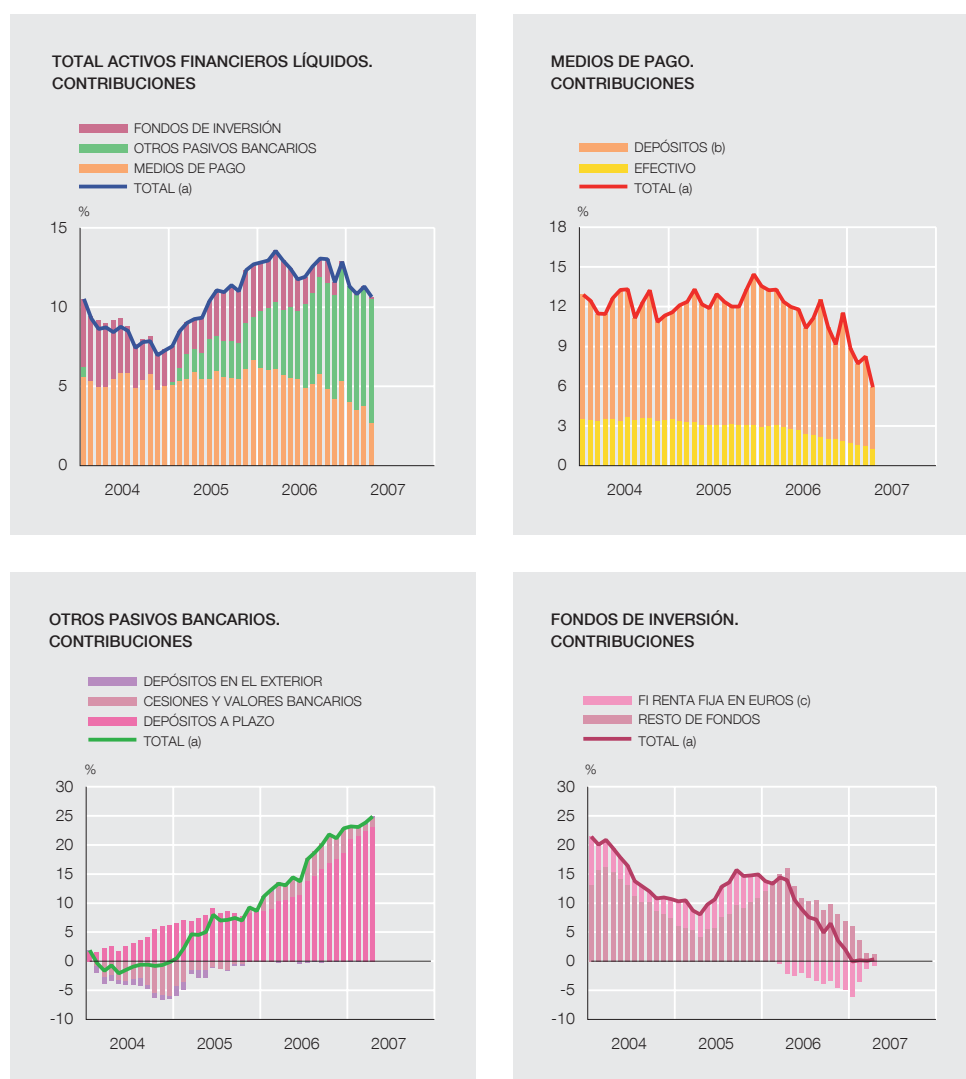 TOTAL ACTIVOS FINANCIEROS LÍQUIDOS.
CONTRIBUCIONES
FONDOS DE INVERSIÓN
OTROS PASIVOS BANCARIOS
MEDIOS DE PAGO
TOTAL (a)
%
15
10
5
0
2004 2005 2006 2007
MEDIOS DE PAGO.
CONTRIBUCIONES
DEPÓSITOS (b)
EFECTIVO
TOTAL (a)
%
18
15
12
9
6
3
0
2004 2005 2006 2007
OTROS PASIVOS BANCARIOS.
CONTRIBUCIONES
DEPÓSITOS EN EL EXTERIOR
CESIONES Y VALORES BANCARIOS
DEPÓSITOS A PLAZO
TOTAL (a)
%
30
25
20
15
10
5
0
-5
-10
2004 2005 2006 2007
FONDOS DE INVERSIÓN.
CONTRIBUCIONES
FI RENTA FIJA EN EUROS (c)
RESTO DE FONDOS
TOTAL (a)
%
30
25
20
15
10
5
0
-5
-10
2004 2005 2006 2007